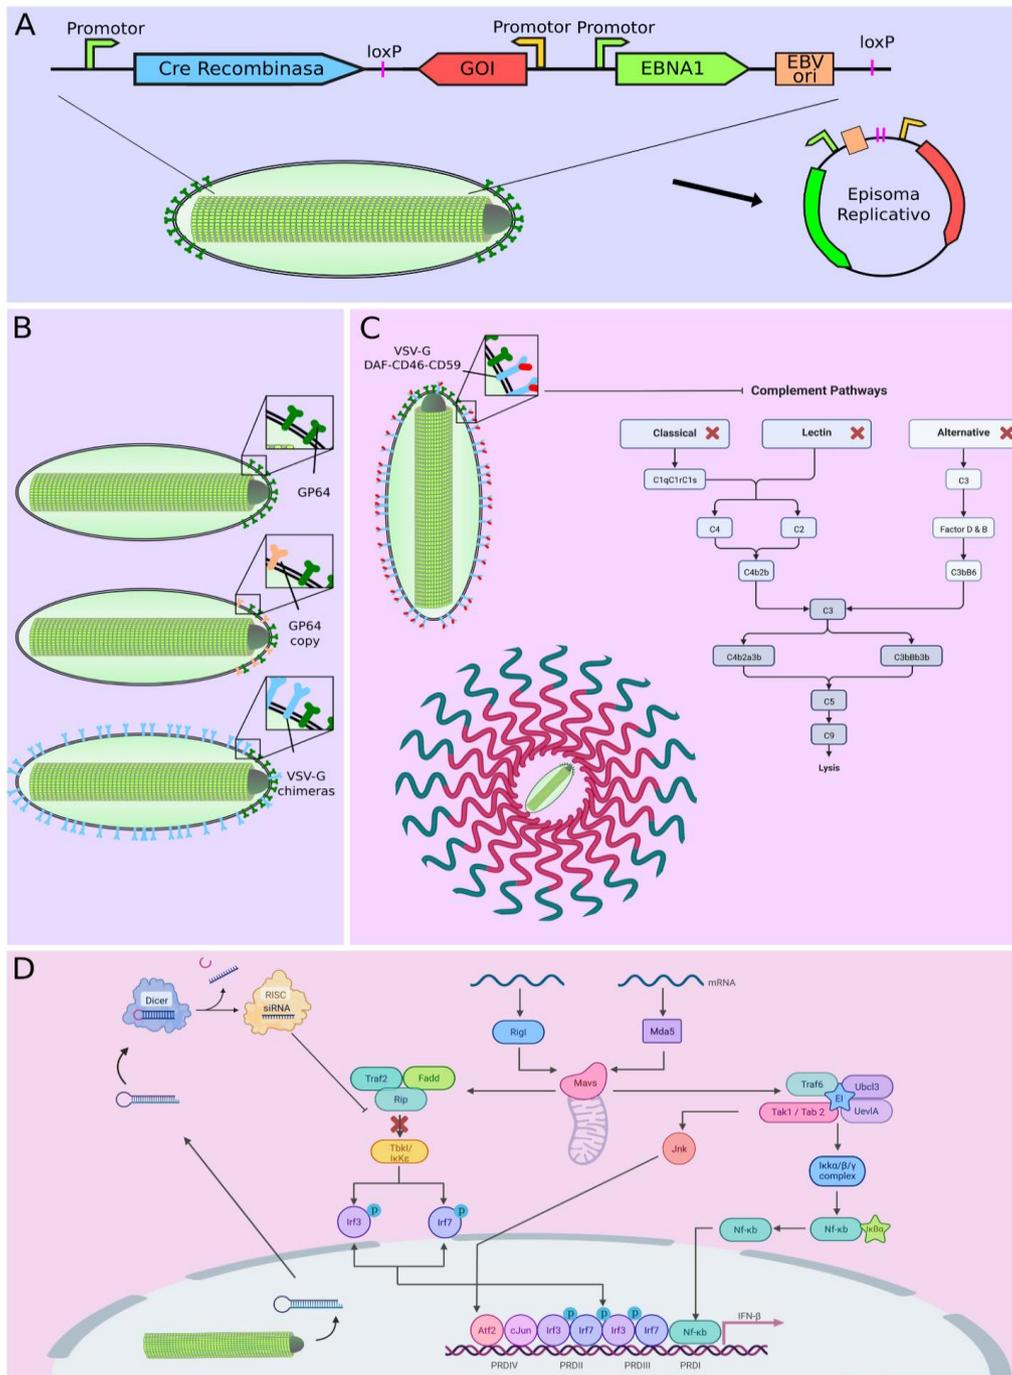 A
Promotor
Promotor Promotor
loxP
loxP
Cre Recombinasa
GOI
EBNA1
EBV
ori
Episoma
Replicativo
B
GP64
GP64
copy
VSV-G
chimeras
C
VSV-G
DAF-CD46-CD59
Complement Pathways
Classical
Lectin
Alternative
C1qC1rC1s
C3
C4
C2
Factor D & B
C4b2b
C3bB6
C3
C4b2a3b
C3bBb3b
C5
C9
Lysis
D
Dicer
RISC
siRNA
mRNA
RigI
Mda5
Mavs
Traf2
Fadd
Rip
Traf6
Ubcl3
EI
Tak1 / Tab 2
UevlA
TbkI/
IκKε
Jnk
Iκkα/β/γ
complex
Irf3
P
Irf7
P
Nf-κb
Nf-κb
IκBα
IFN-β
P
P
P
Atf2
cJun
Irf3
Irf7
Irf3
Irf7
Nf-κb
PRDIV
PRDII
PRDIII
PRDI